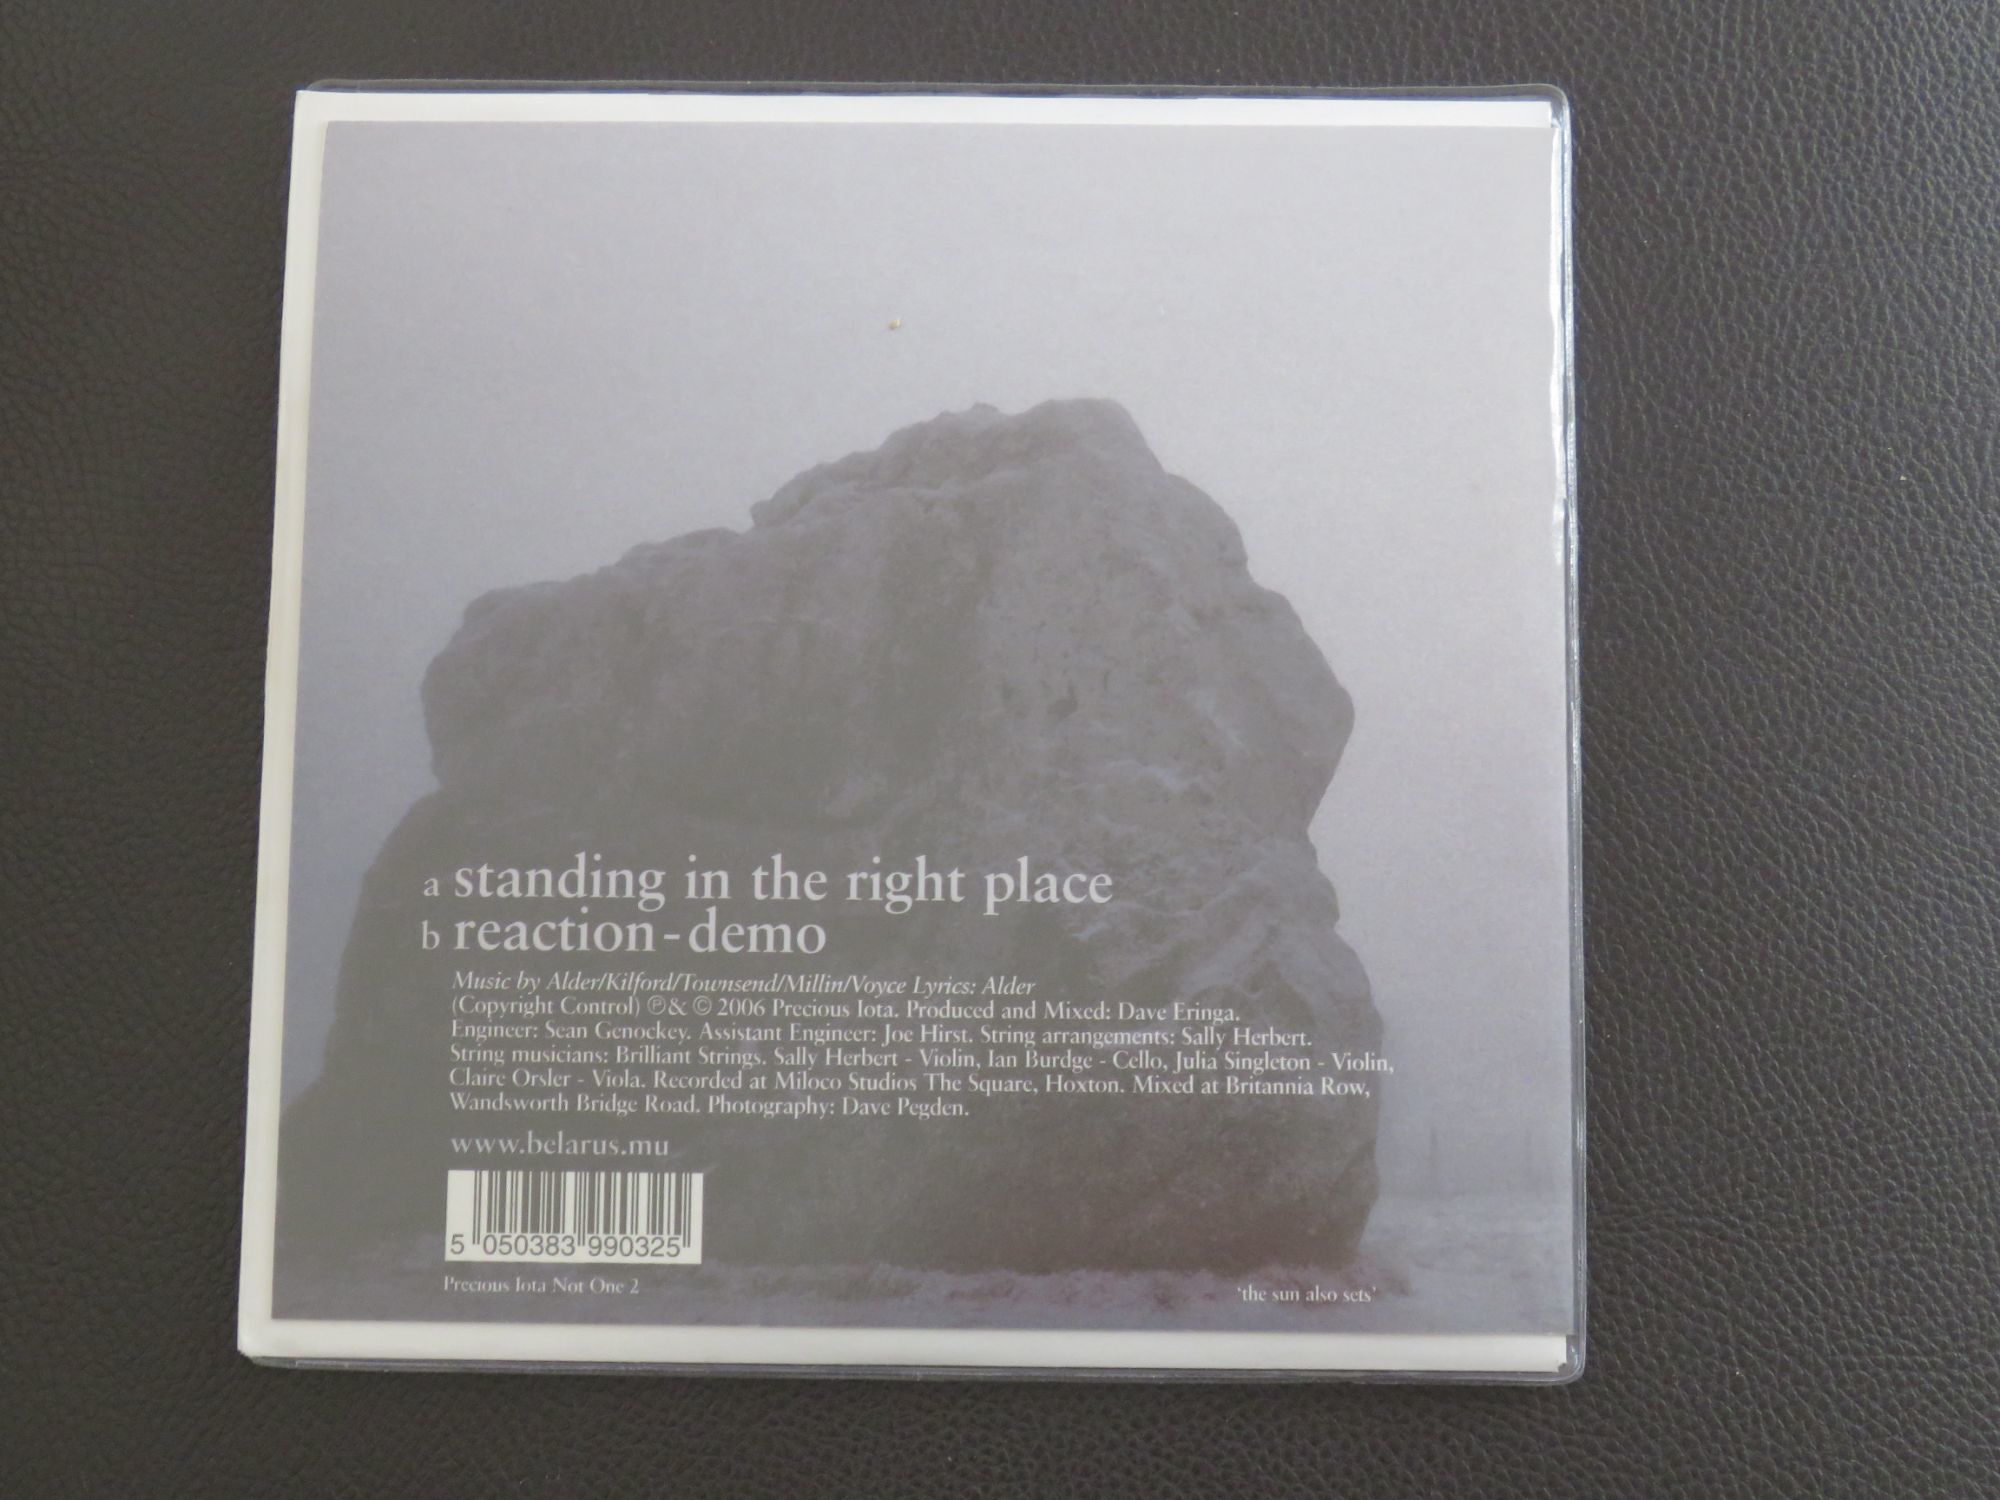 a standing in the right place
b reaction-demo
Music by Alder/Kilford/Townsend/Millin/Voyce Lyrics: Alder
(Copyright Control) ℗& © 2006 Precious Iota. Produced and Mixed: Dave Eringa.
Engineer: Sean Genockey. Assistant Engineer: Joe Hirst. String arrangements: Sally Herbert.
String musicians: Brilliant Strings. Sally Herbert - Violin, Ian Burdge - Cello, Julia Singleton - Violin,
Claire Orsler - Viola. Recorded at Miloco Studios The Square, Hoxton. Mixed at Britannia Row,
Wandsworth Bridge Road. Photography: Dave Pegden.
www.belarus.mu
5 050383 990325
Precious Iota Not One 2
'the sun also sets'